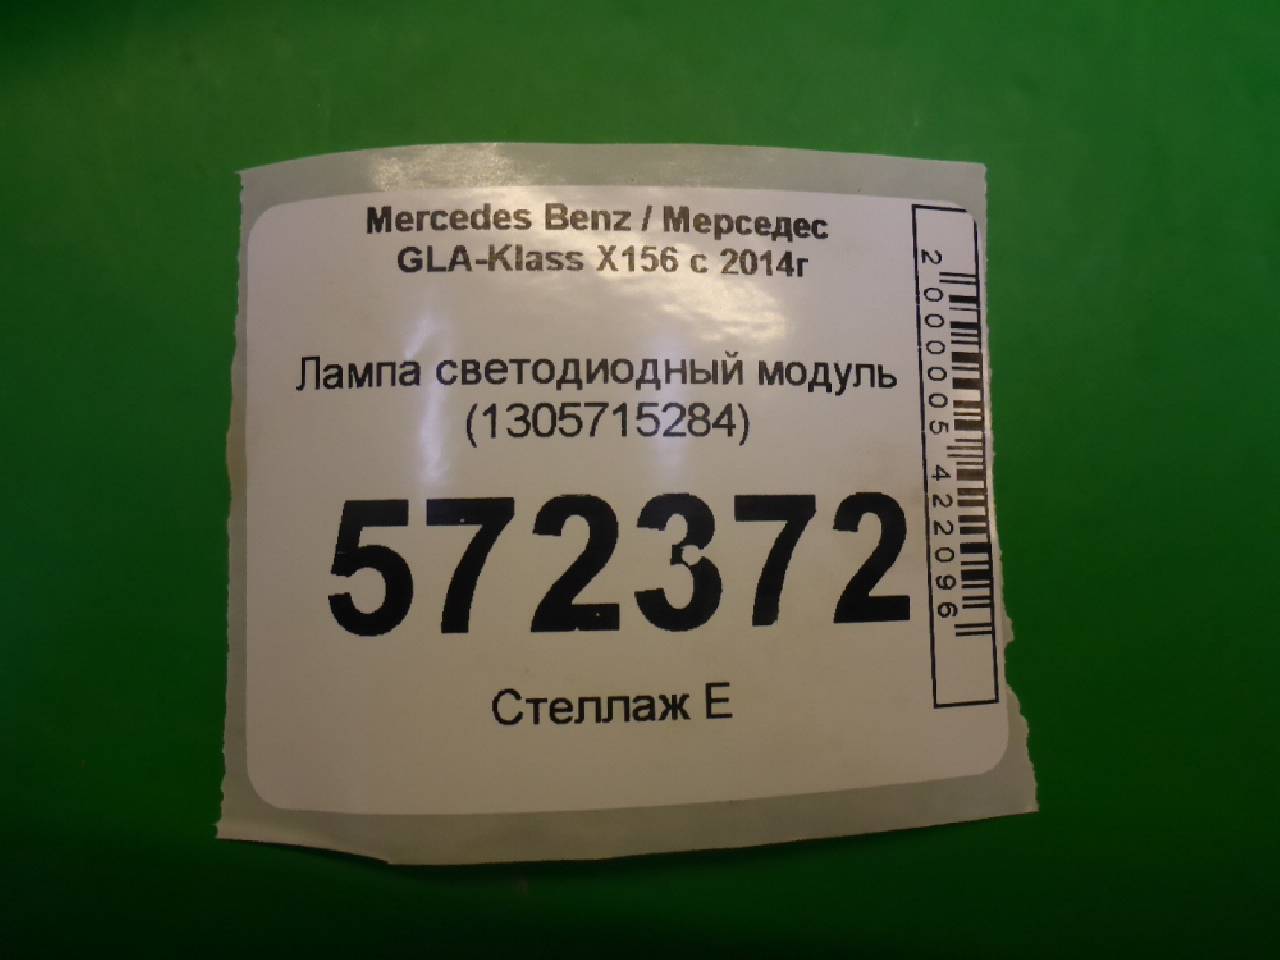 Mercedes Benz / Мерседес
GLA-Klass X156 с 2014г
Лампа светодиодный модуль
(1305715284)
572372
Стеллаж Е
2000005422096